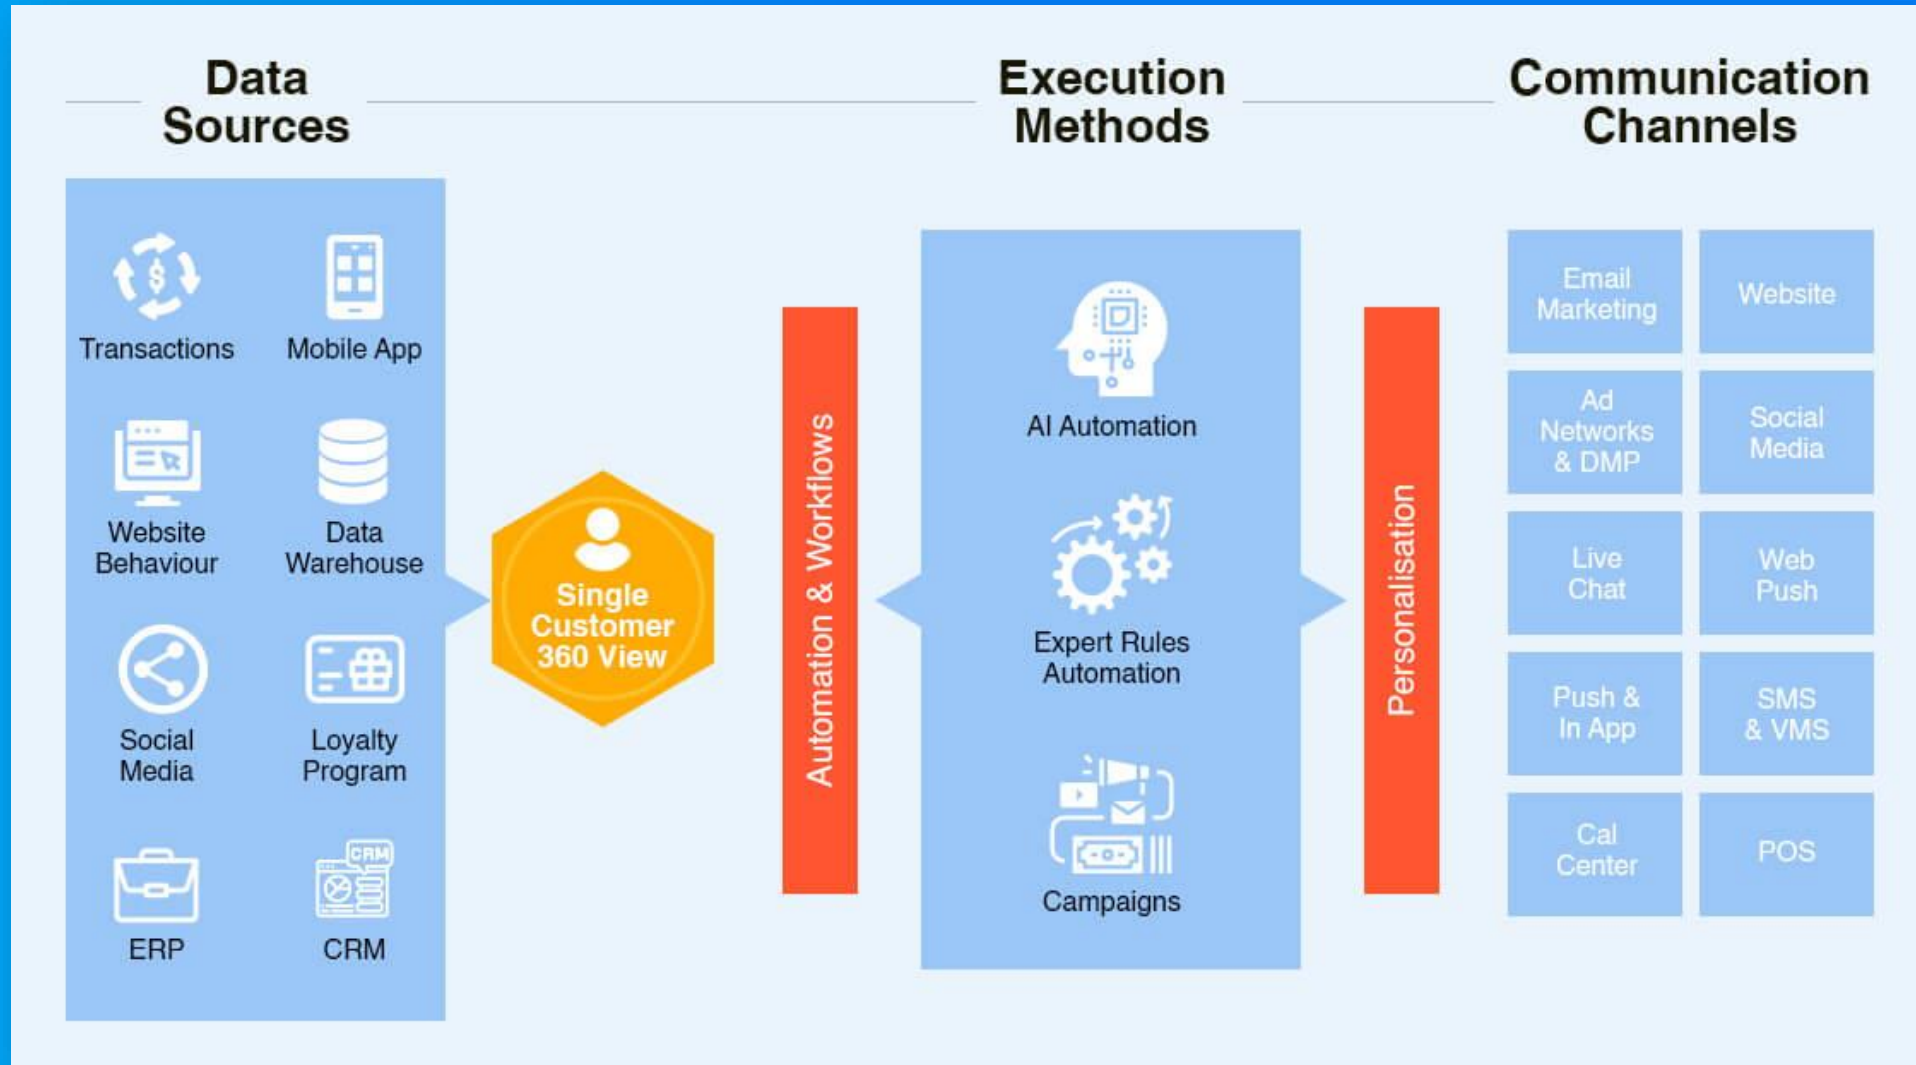 Data
Sources
Execution
Methods
Communication
Channels
Transactions
Mobile App
Website
Behaviour
Data
Warehouse
Social
Media
Loyalty
Program
ERP
CRM
CRM
Single
Customer
360 View
Automation & Workflows
AI Automation
Expert Rules
Automation
Campaigns
Personalisation
Email
Marketing
Website
Ad
Networks
& DMP
Social
Media
Live
Chat
Web
Push
Push &
In App
SMS
& VMS
Cal
Center
POS